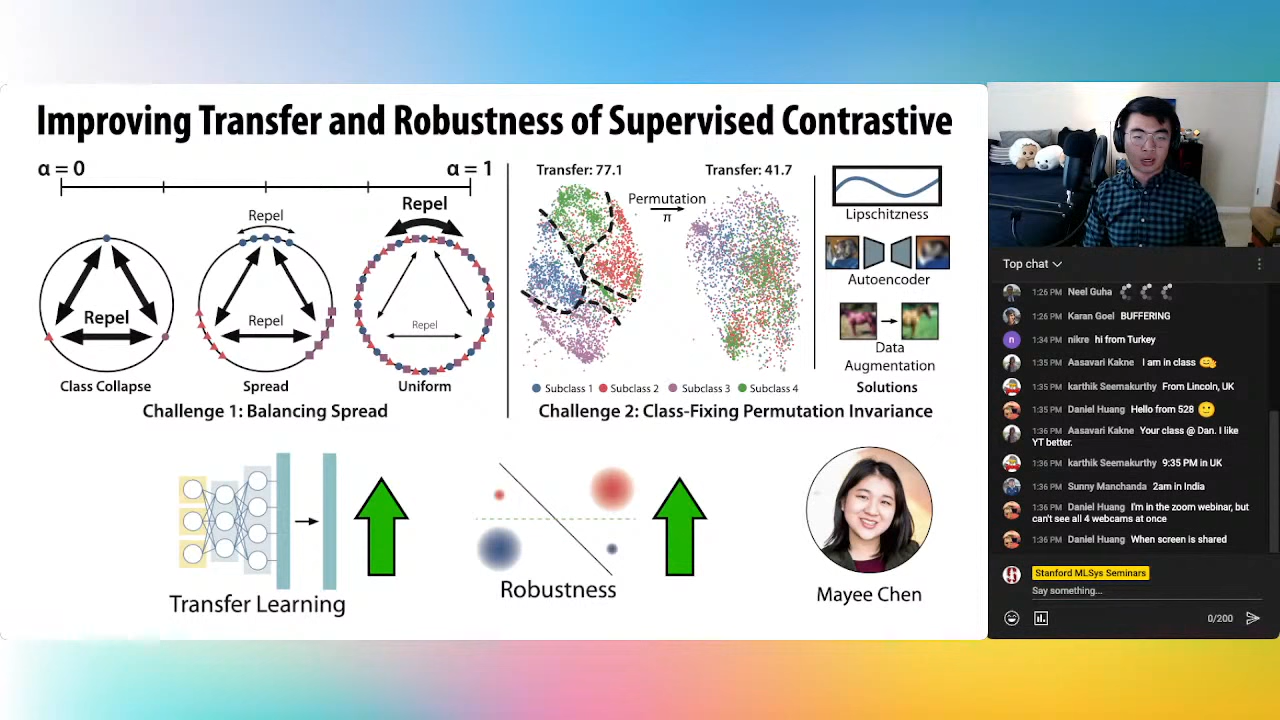 Improving Transfer and Robustness of Supervised Contrastive
α = 0
α = 1
Repel
Repel
Repel
Repel
Repel
Class Collapse
Spread
Uniform
Challenge 1: Balancing Spread
Transfer: 77.1
Permutation
π
Transfer: 41.7
Subclass 1
Subclass 2
Subclass 3
Subclass 4
Lipschitzness
Autoencoder
Data
Augmentation
Solutions
Challenge 2: Class-Fixing Permutation Invariance
Transfer Learning
Robustness
Mayee Chen
Top chat
1:26 PM Neel Guha
1:26 PM Karan Goel BUFFERING
n 1:34 PM nikre hi from Turkey
1:35 PM Aasavari Kakne I am in class
1:35 PM karthik Seemakurthy From Lincoln, UK
1:35 PM Daniel Huang Hello from 528
1:36 PM Aasavari Kakne Your class @ Dan. I like
YT better.
1:36 PM karthik Seemakurthy 9:35 PM in UK
1:36 PM Sunny Manchanda 2am in India
1:36 PM Daniel Huang I'm in the zoom webinar, but
can't see all 4 webcams at once
1:36 PM Daniel Huang When screen is shared
Stanford MLSys Seminars
Say something...
0/200